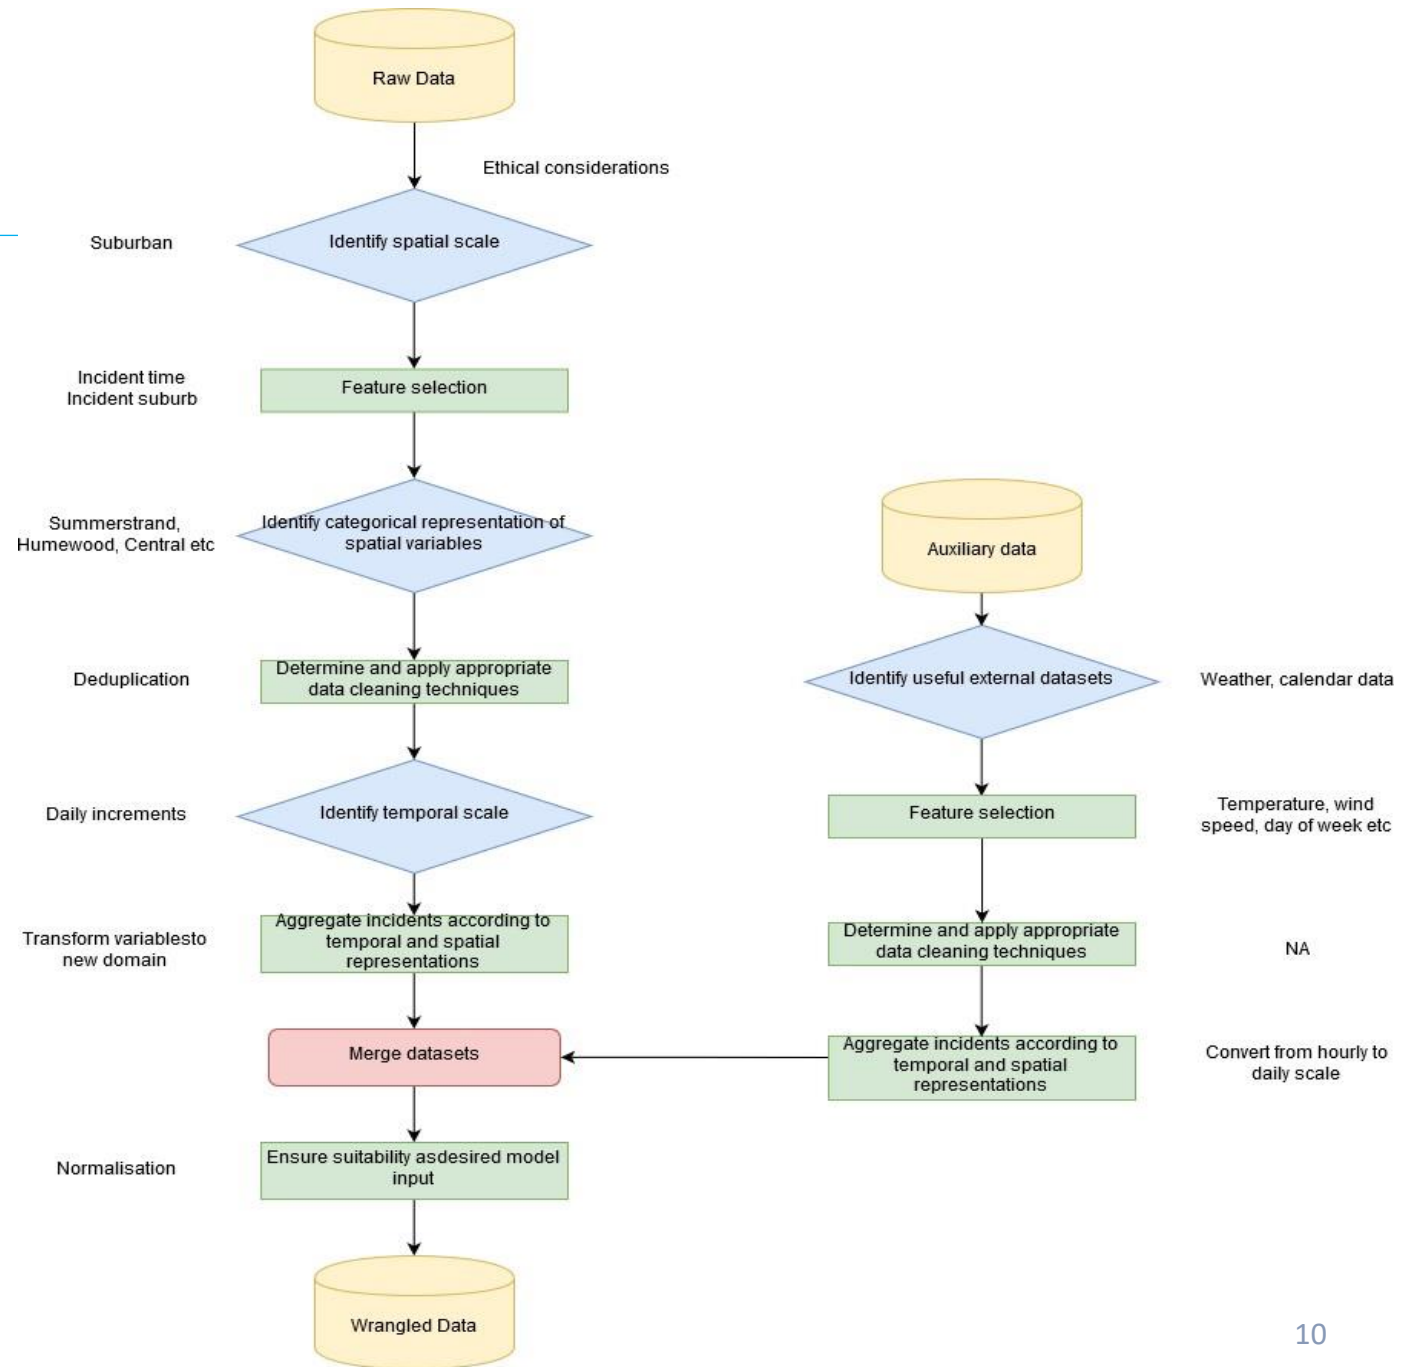 Raw Data
Ethical considerations
Suburban
Identify spatial scale
Incident time
Incident suburb
Feature selection
Summerstrand,
Humewood, Central etc
Identify categorical representation of
spatial variables
Auxiliary data
Deduplication
Determine and apply appropriate
data cleaning techniques
Identify useful external datasets
Weather, calendar data
Daily increments
Identify temporal scale
Feature selection
Temperature, wind
speed, day of week etc
Transform variablesto
new domain
Aggregate incidents according to
temporal and spatial
representations
Determine and apply appropriate
data cleaning techniques
NA
Merge datasets
Aggregate incidents according to
temporal and spatial
representations
Convert from hourly to
daily scale
Normalisation
Ensure suitability asdesired model
input
Wrangled Data
10